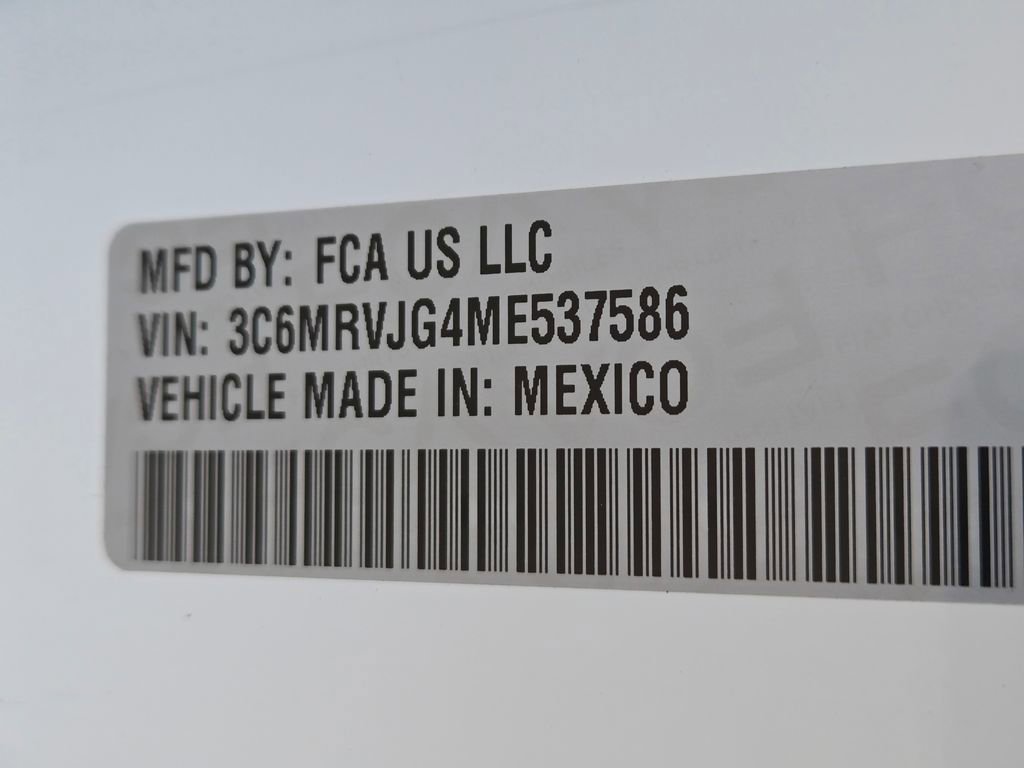 MFD BY: FCA US LLC
VIN: 3C6MRVJG4ME537586
VEHICLE MADE IN: MEXICO